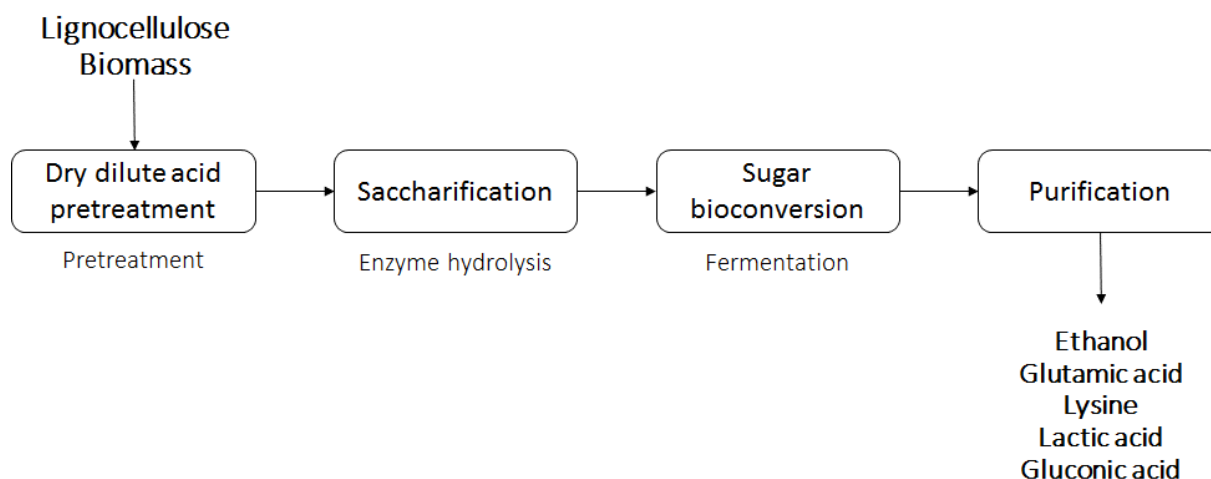 Lignocellulose
Biomass
Dry dilute acid
pretreatment
Saccharification
Sugar
bioconversion
Purification
Pretreatment
Enzyme hydrolysis
Fermentation
Ethanol
Glutamic acid
Lysine
Lactic acid
Gluconic acid